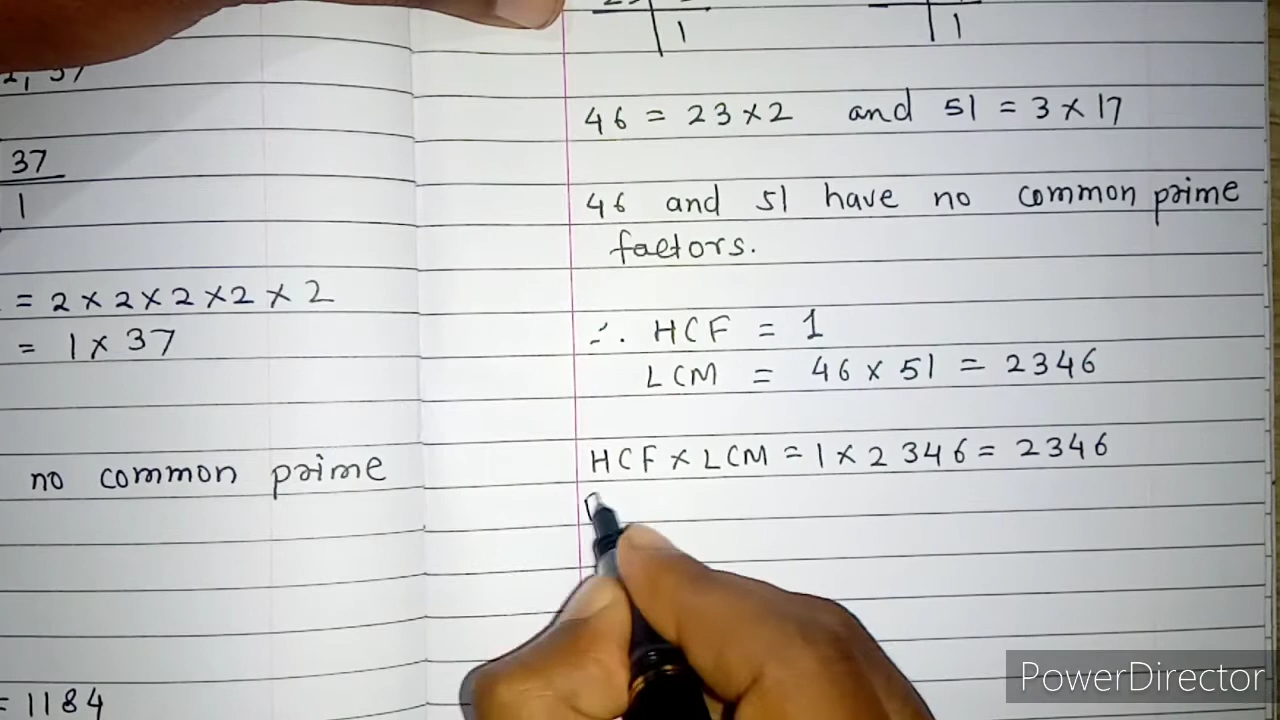 2, 37
37
1
= 2 × 2 × 2 × 2 × 2
= 1 × 37
no common prime
= 1184
1 1
46 = 23 × 2 and 51 = 3 × 17
46 and 51 have no common prime
factors.
∴ HCF = 1
LCM = 46 × 51 = 2346
HCF × LCM = 1 × 2346 = 2346
PowerDirector